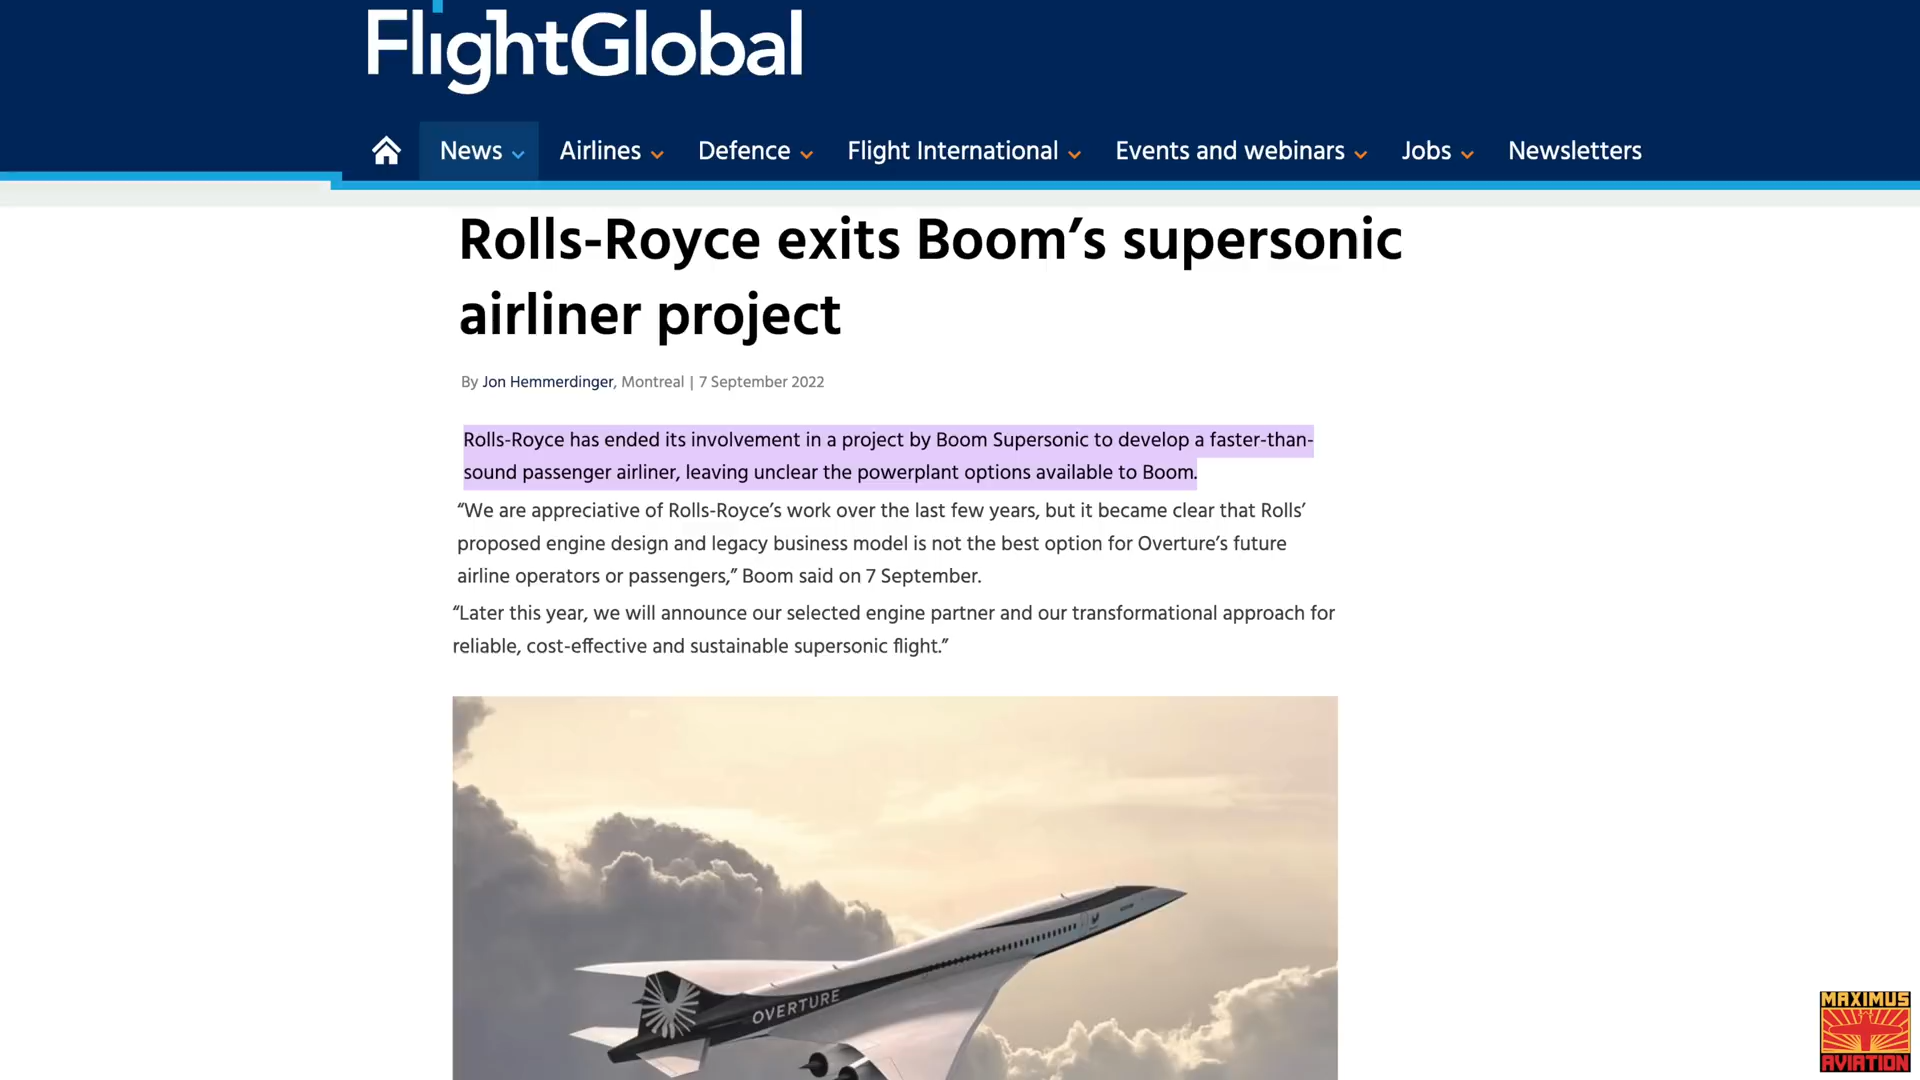 FlightGlobal
News Airlines Defence Flight International Events and webinars Jobs Newsletters
Rolls-Royce exits Boom’s supersonic
airliner project
By Jon Hemmerdinger, Montreal | 7 September 2022
Rolls-Royce has ended its involvement in a project by Boom Supersonic to develop a faster-than-
sound passenger airliner, leaving unclear the powerplant options available to Boom.
“We are appreciative of Rolls-Royce’s work over the last few years, but it became clear that Rolls’
proposed engine design and legacy business model is not the best option for Overture’s future
airline operators or passengers,” Boom said on 7 September.
“Later this year, we will announce our selected engine partner and our transformational approach for
reliable, cost-effective and sustainable supersonic flight.”
OVERTURE
MAXIMUS
AVIATION